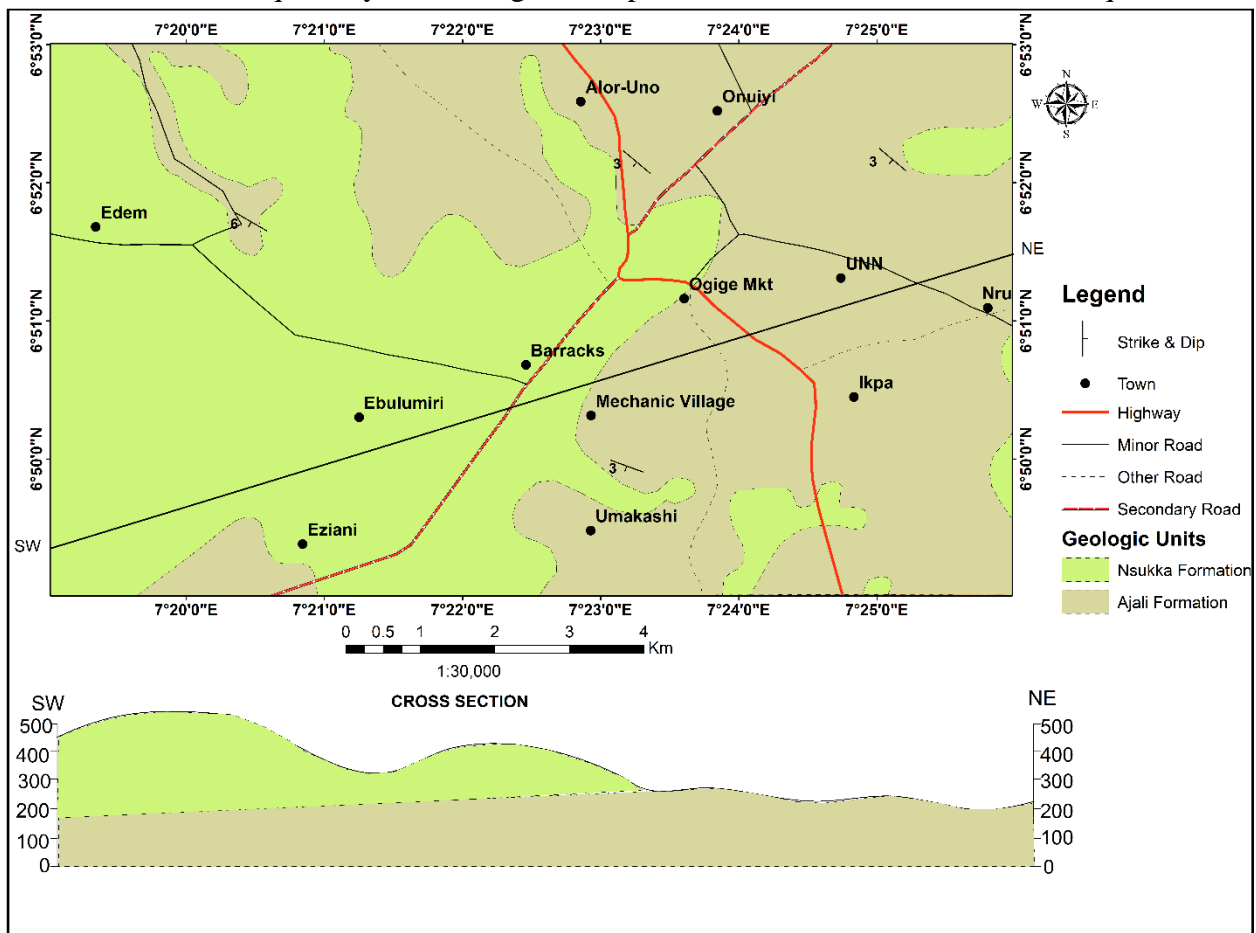 7°20'0"E 7°21'0"E 7°22'0"E 7°23'0"E 7°24'0"E 7°25'0"E
6°53'0"N
6°53'0"N
Alor-Uno
Onuiyi
N
W E
S
3
3
6°52'0"N
6°52'0"N
Edem
6
NE
UNN
Ogige Mkt
Nru
Legend
6°51'0"N
6°51'0"N
Strike & Dip
Barracks
Town
Ikpa
Ebulumiri
Mechanic Village
Highway
Minor Road
6°50'0"N
6°50'0"N
3
Other Road
Secondary Road
Umakashi
Eziani
SW
Geologic Units
Nsukka Formation
Ajali Formation
7°20'0"E 7°21'0"E 7°22'0"E 7°23'0"E 7°24'0"E 7°25'0"E
0 0.5 1 2 3 4
Km
1:30,000
SW CROSS SECTION NE
500 500
400 400
300 300
200 200
100 100
0 0